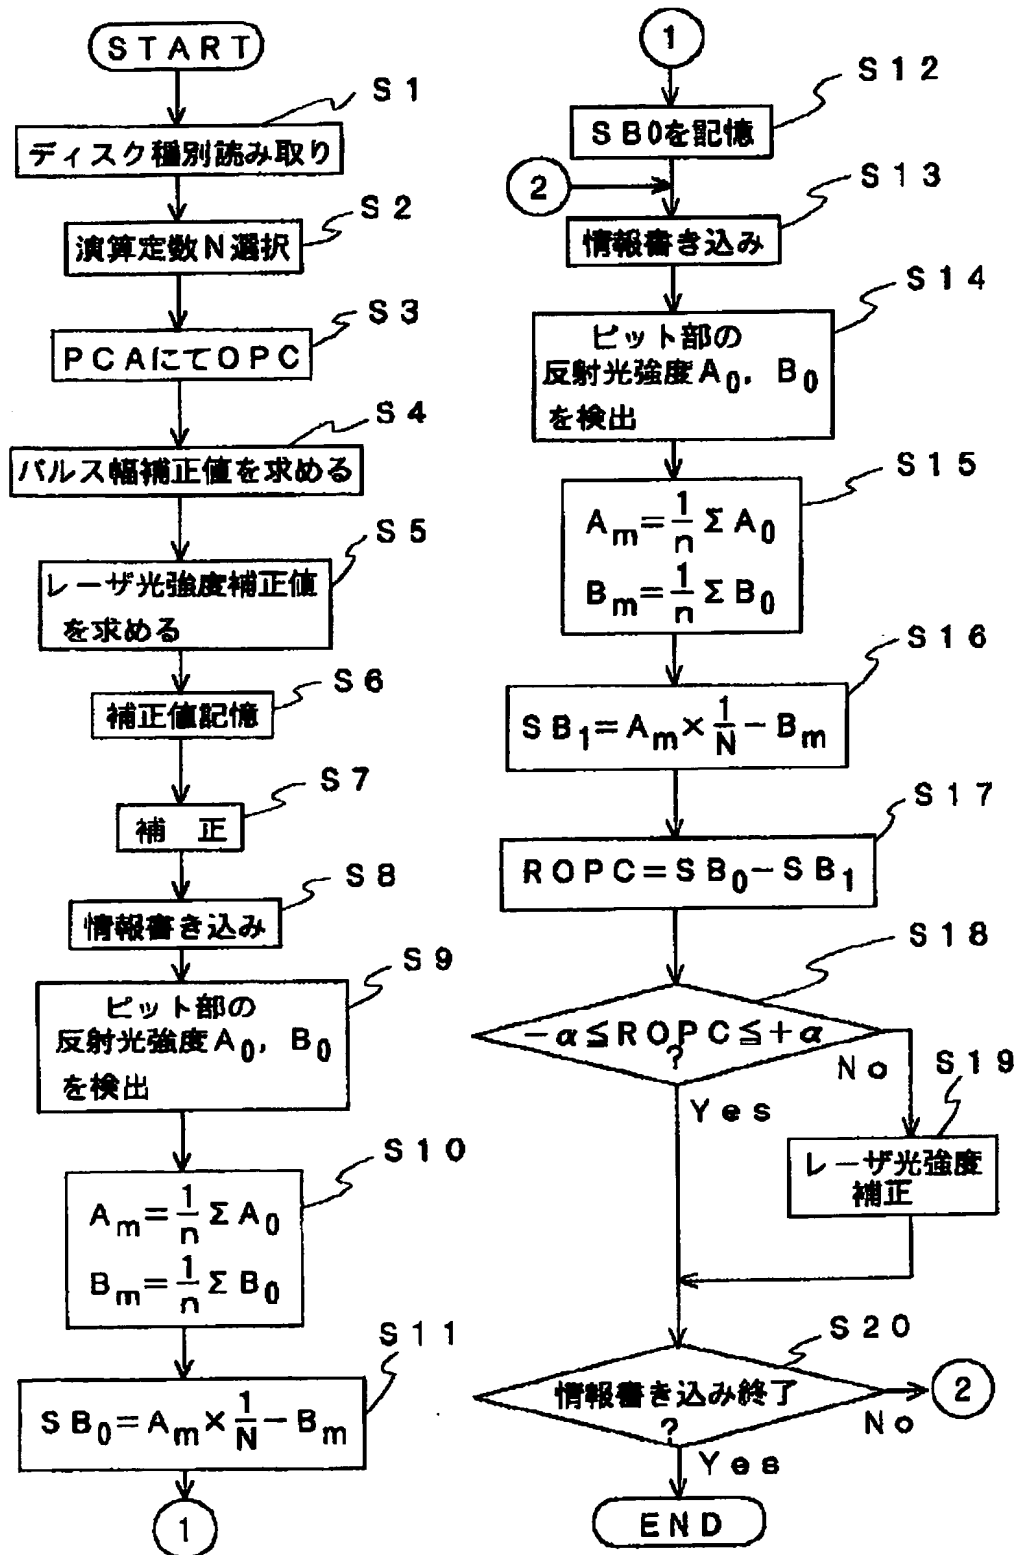 START
S1
ディスク種別読み取り
S2
演算定数N選択
S3
PCAにてOPC
S4
パルス幅補正値を求める
S5
レーザ光強度補正値
を求める
S6
補正値記憶
S7
補 正
S8
情報書き込み
S9
ピット部の
反射光強度A₀, B₀
を検出
S10
Aₘ=1/n ΣA₀
Bₘ=1/n ΣB₀
S11
SB₀=Aₘ×1/N−Bₘ
1
1
S12
SB0を記憶
2
S13
情報書き込み
S14
ピット部の
反射光強度A₀, B₀
を検出
S15
Aₘ=1/n ΣA₀
Bₘ=1/n ΣB₀
S16
SB₁=Aₘ×1/N−Bₘ
S17
ROPC=SB₀−SB₁
S18
−α≦ROPC≦+α
?
No
Yes
S19
レーザ光強度
補正
S20
情報書き込み終了
?
2
No
Yes
END